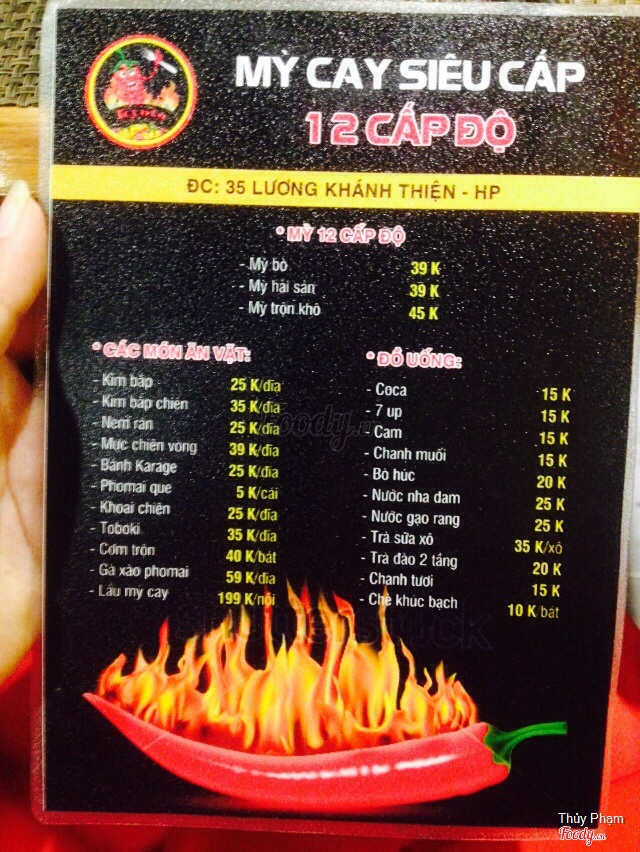 MỲ CAY SIÊU CẤP
12 CẤP ĐỘ
ĐC: 35 LƯƠNG KHÁNH THIỆN - HP
* MỲ 12 CẤP ĐỘ
- Mỳ bò 39 K
- Mỳ hải sản 39 K
- Mỳ trộn khô 45 K
* CÁC MÓN ĂN VẶT:
- Kim bắp 25 K/đĩa
- Kim bắp chiên 35 K/đĩa
- Nem rán 25 K/đĩa
- Mực chiên vòng 39 K/đĩa
- Bánh Karage 25 K/đĩa
- Phomai que 5 K/cái
- Khoai chiên 25 K/đĩa
- Toboki 35 K/đĩa
- Cơm trộn 40 K/bát
- Gà xào phomai 59 K/đĩa
- Lẩu mỳ cay 199 K/nồi
* ĐỒ UỐNG:
- Coca 15 K
- 7 up 15 K
- Cam 15 K
- Chanh muối 15 K
- Bò húc 20 K
- Nước nha đam 25 K
- Nước gạo rang 25 K
- Trà sữa xô 35 K/xô
- Trà đào 2 tầng 20 K
- Chanh tươi 15 K
- Chè khúc bạch 10 K/bát
foody.vn
Thủy Phạm
Foody.vn